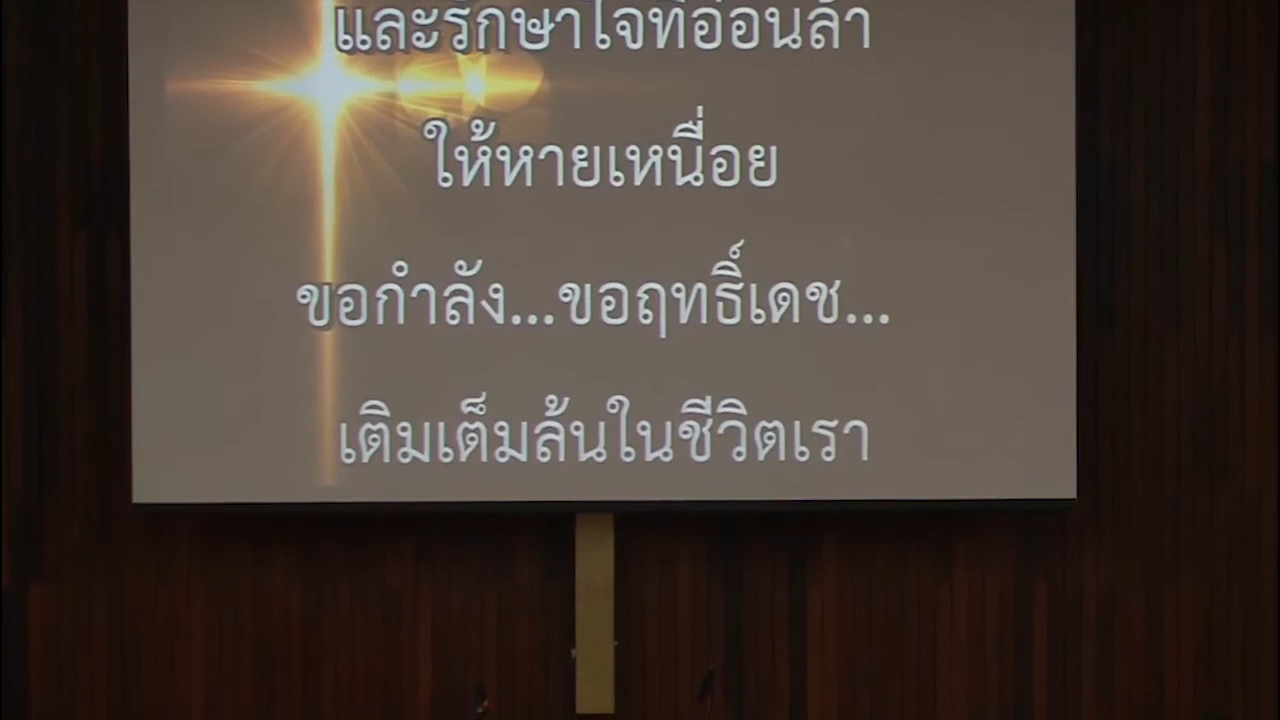 และรักษาใจที่อ่อนล้า
ให้หายเหนื่อย
ขอกำลัง...ขอฤทธิ์เดช...
เติมเต็มล้นในชีวิตเรา